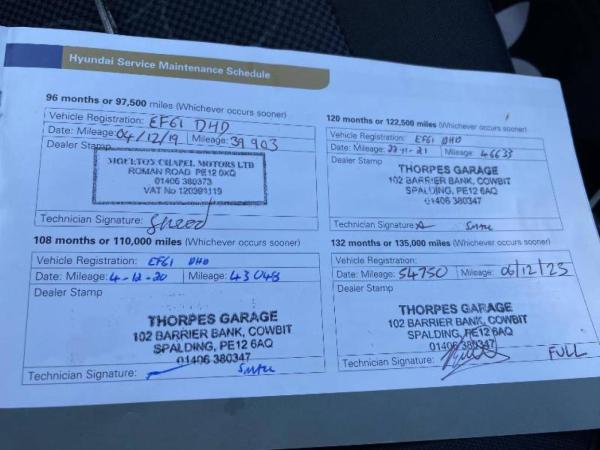 Hyundai Service Maintenance Schedule
96 months or 97,500 miles (Whichever occurs sooner)
Vehicle Registration: EF61 DHD
Date: Mileage: 04/12/19 Mileage: 39903
Dealer Stamp
MOULTON CHAPEL MOTORS LTD
ROMAN ROAD PE12 0XQ
01406 380373
VAT No 120391119
Technician Signature:
108 months or 110,000 miles (Whichever occurs sooner)
Vehicle Registration: EF61 DHD
Date: Mileage: 4-12-20 Mileage: 43048
Dealer Stamp
THORPES GARAGE
102 BARRIER BANK, COWBIT
SPALDING, PE12 6AQ
01406 380347
Technician Signature:
120 months or 122,500 miles (Whichever occurs sooner)
Vehicle Registration: EF61 DHD
Date: Mileage: 22-11-21 Mileage: 46633
Dealer Stamp
THORPES GARAGE
102 BARRIER BANK, COWBIT
SPALDING, PE12 6AQ
01406 380347
Technician Signature:
132 months or 135,000 miles (Whichever occurs sooner)
Vehicle Registration:
Date: Mileage: 54750 Mileage: 06/12/23
Dealer Stamp
THORPES GARAGE
102 BARRIER BANK, COWBIT
SPALDING, PE12 6AQ
01406 380347
FULL
Technician Signature: